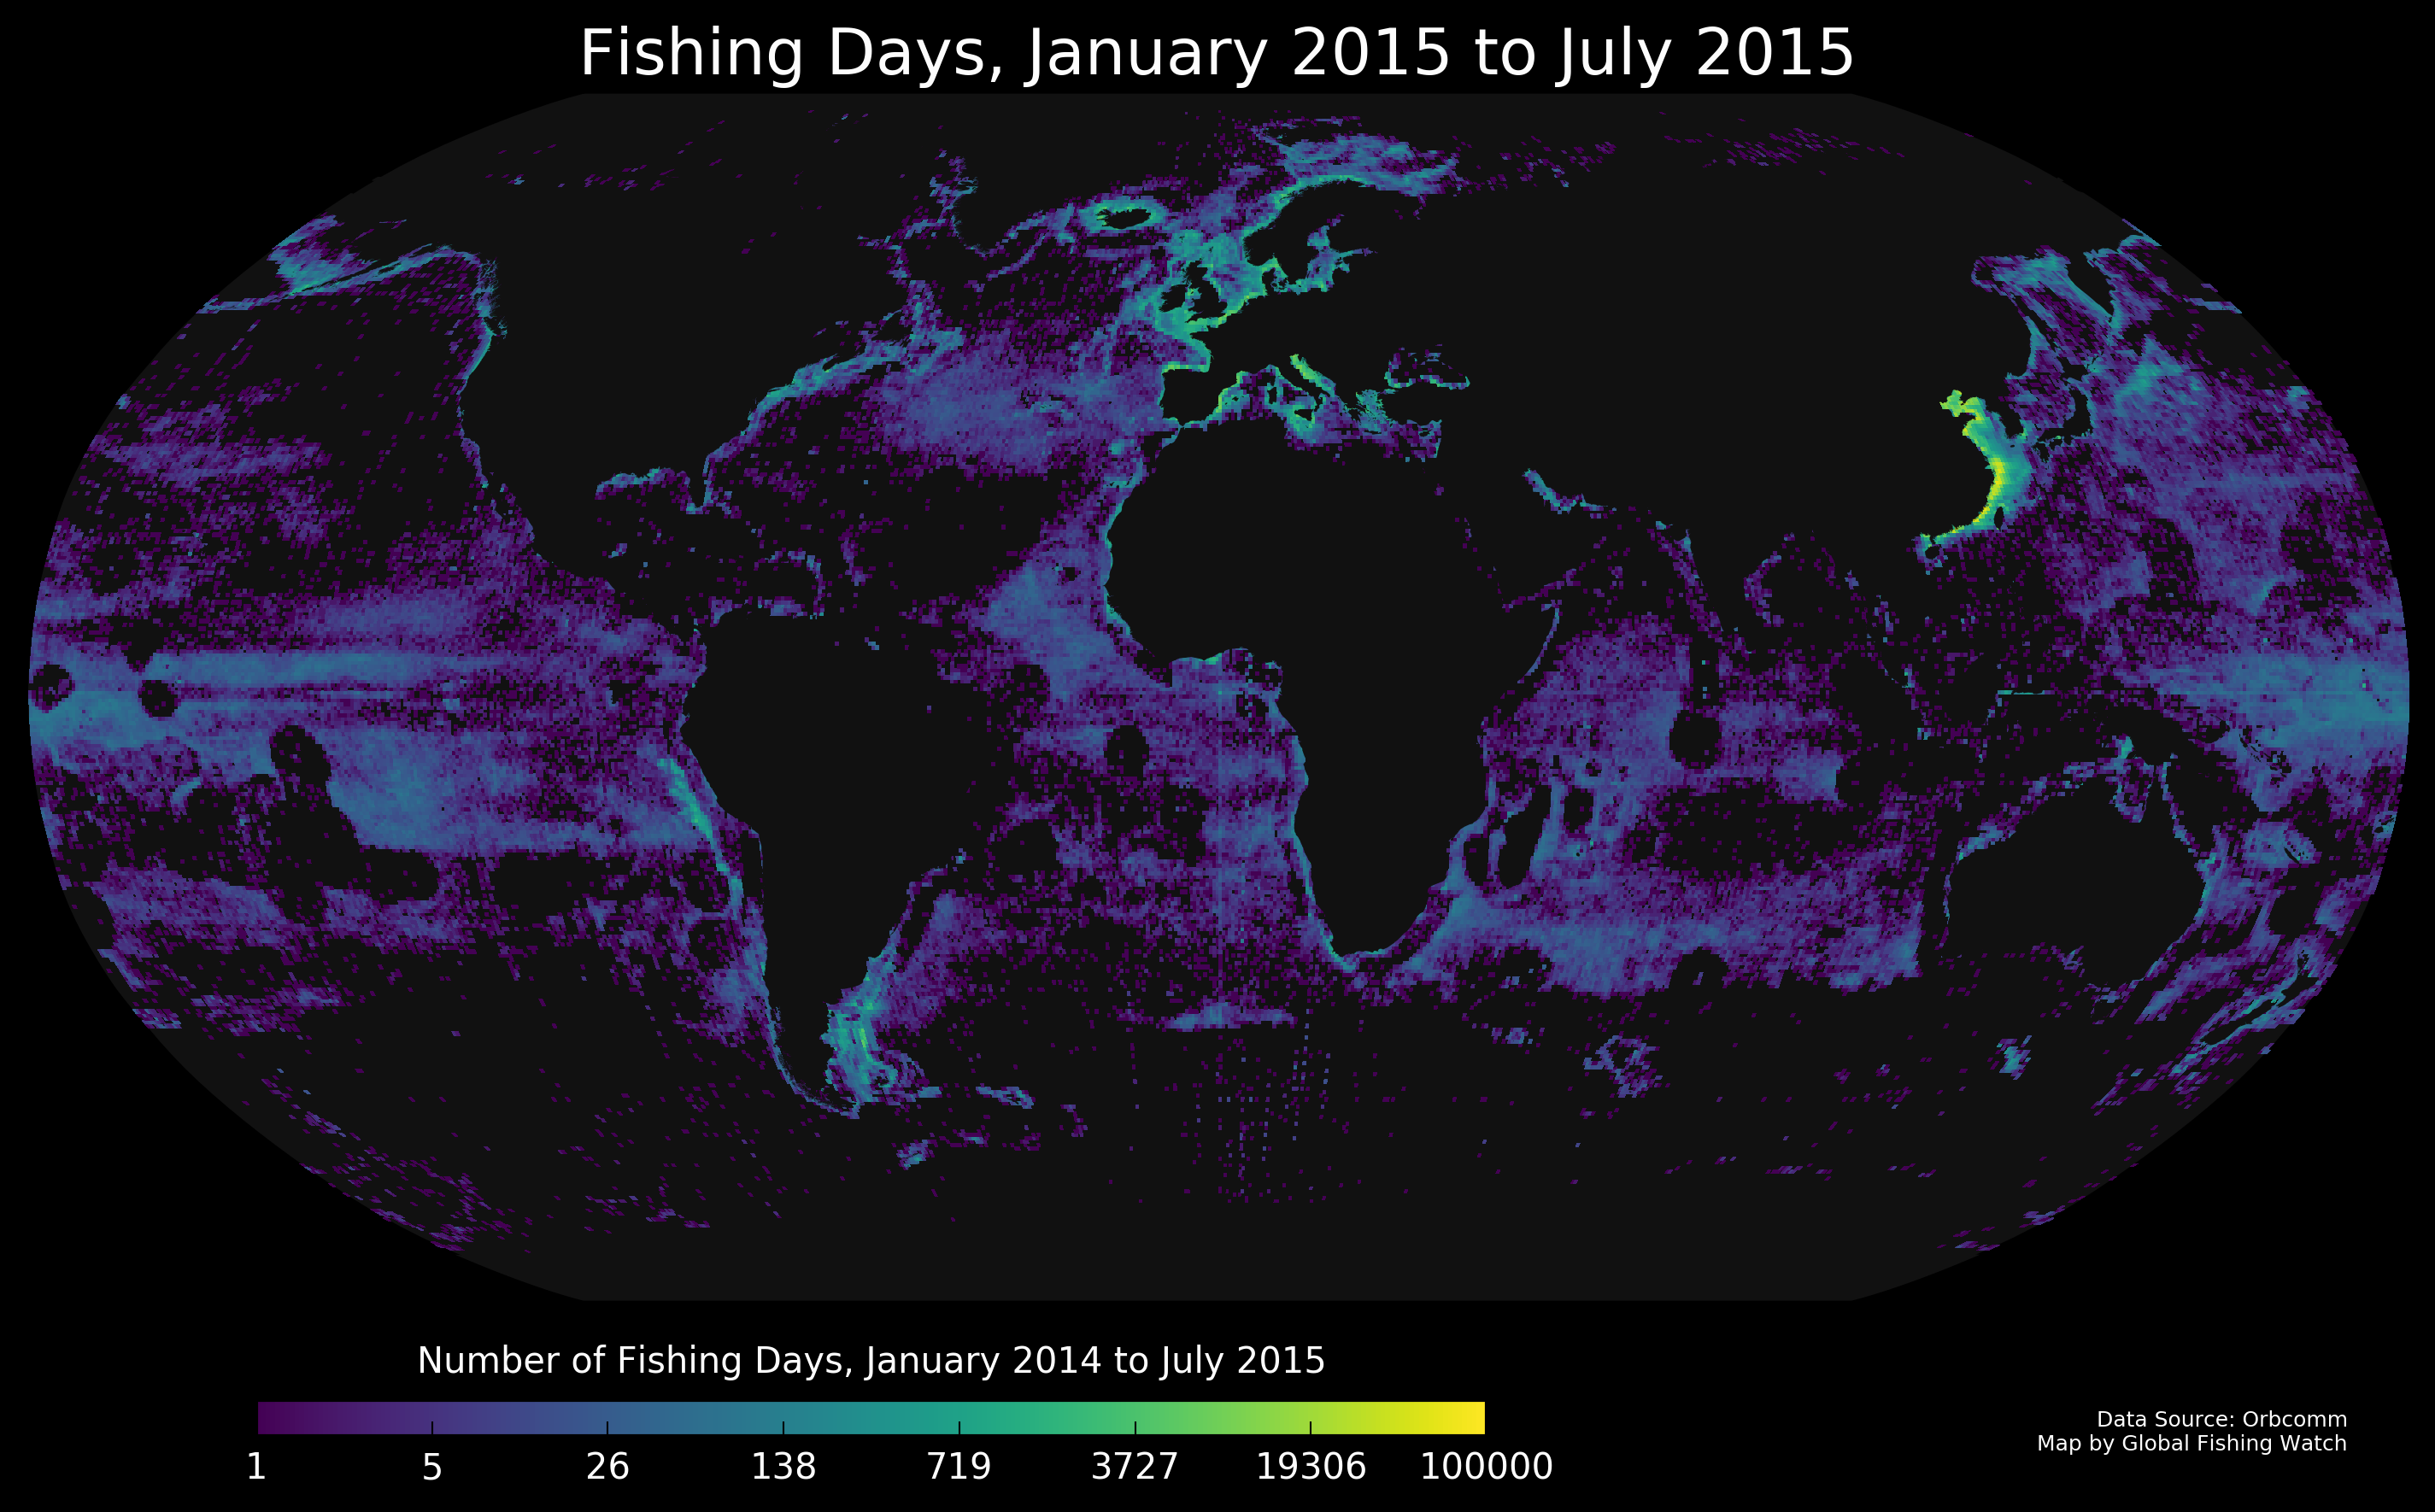 Fishing Days, January 2015 to July 2015
Number of Fishing Days, January 2014 to July 2015
1 5 26 138 719 3727 19306 100000
Data Source: Orbcomm
Map by Global Fishing Watch